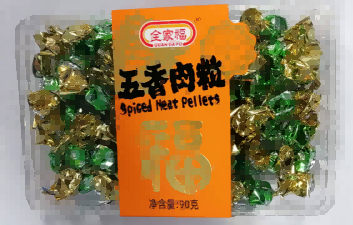 全家福
QUANJIAFU
五香肉粒
Spiced Meat Pellets
福
净含量:90克